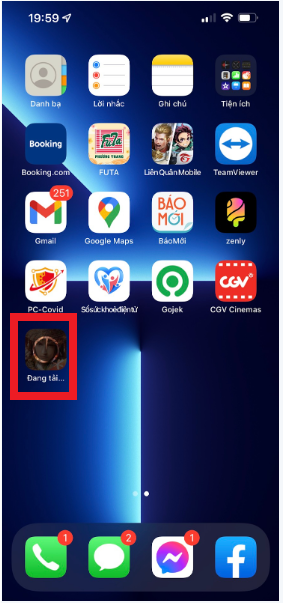 19:59
Danh bạ
Lời nhắc
Ghi chú
Tiện ích
Booking
FUTA
PHƯƠNG TRANG
Booking.com
FUTA
LiênQuânMobile
TeamViewer
251
BÁO
MỚI
Gmail
Google Maps
BáoMới
zenly
CGV
PC-Covid
Sổsứckhỏeđiệntử
Gojek
CGV Cinemas
Đang tải...
1
2
1